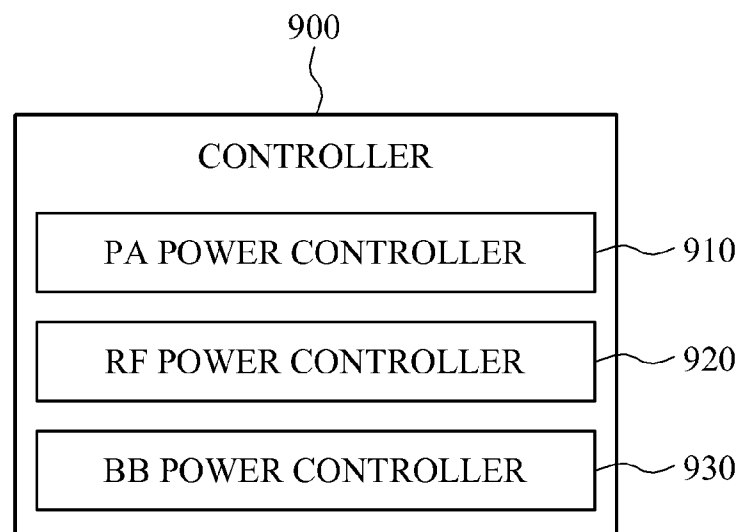 900
CONTROLLER
PA POWER CONTROLLER
910
RF POWER CONTROLLER
920
BB POWER CONTROLLER
930